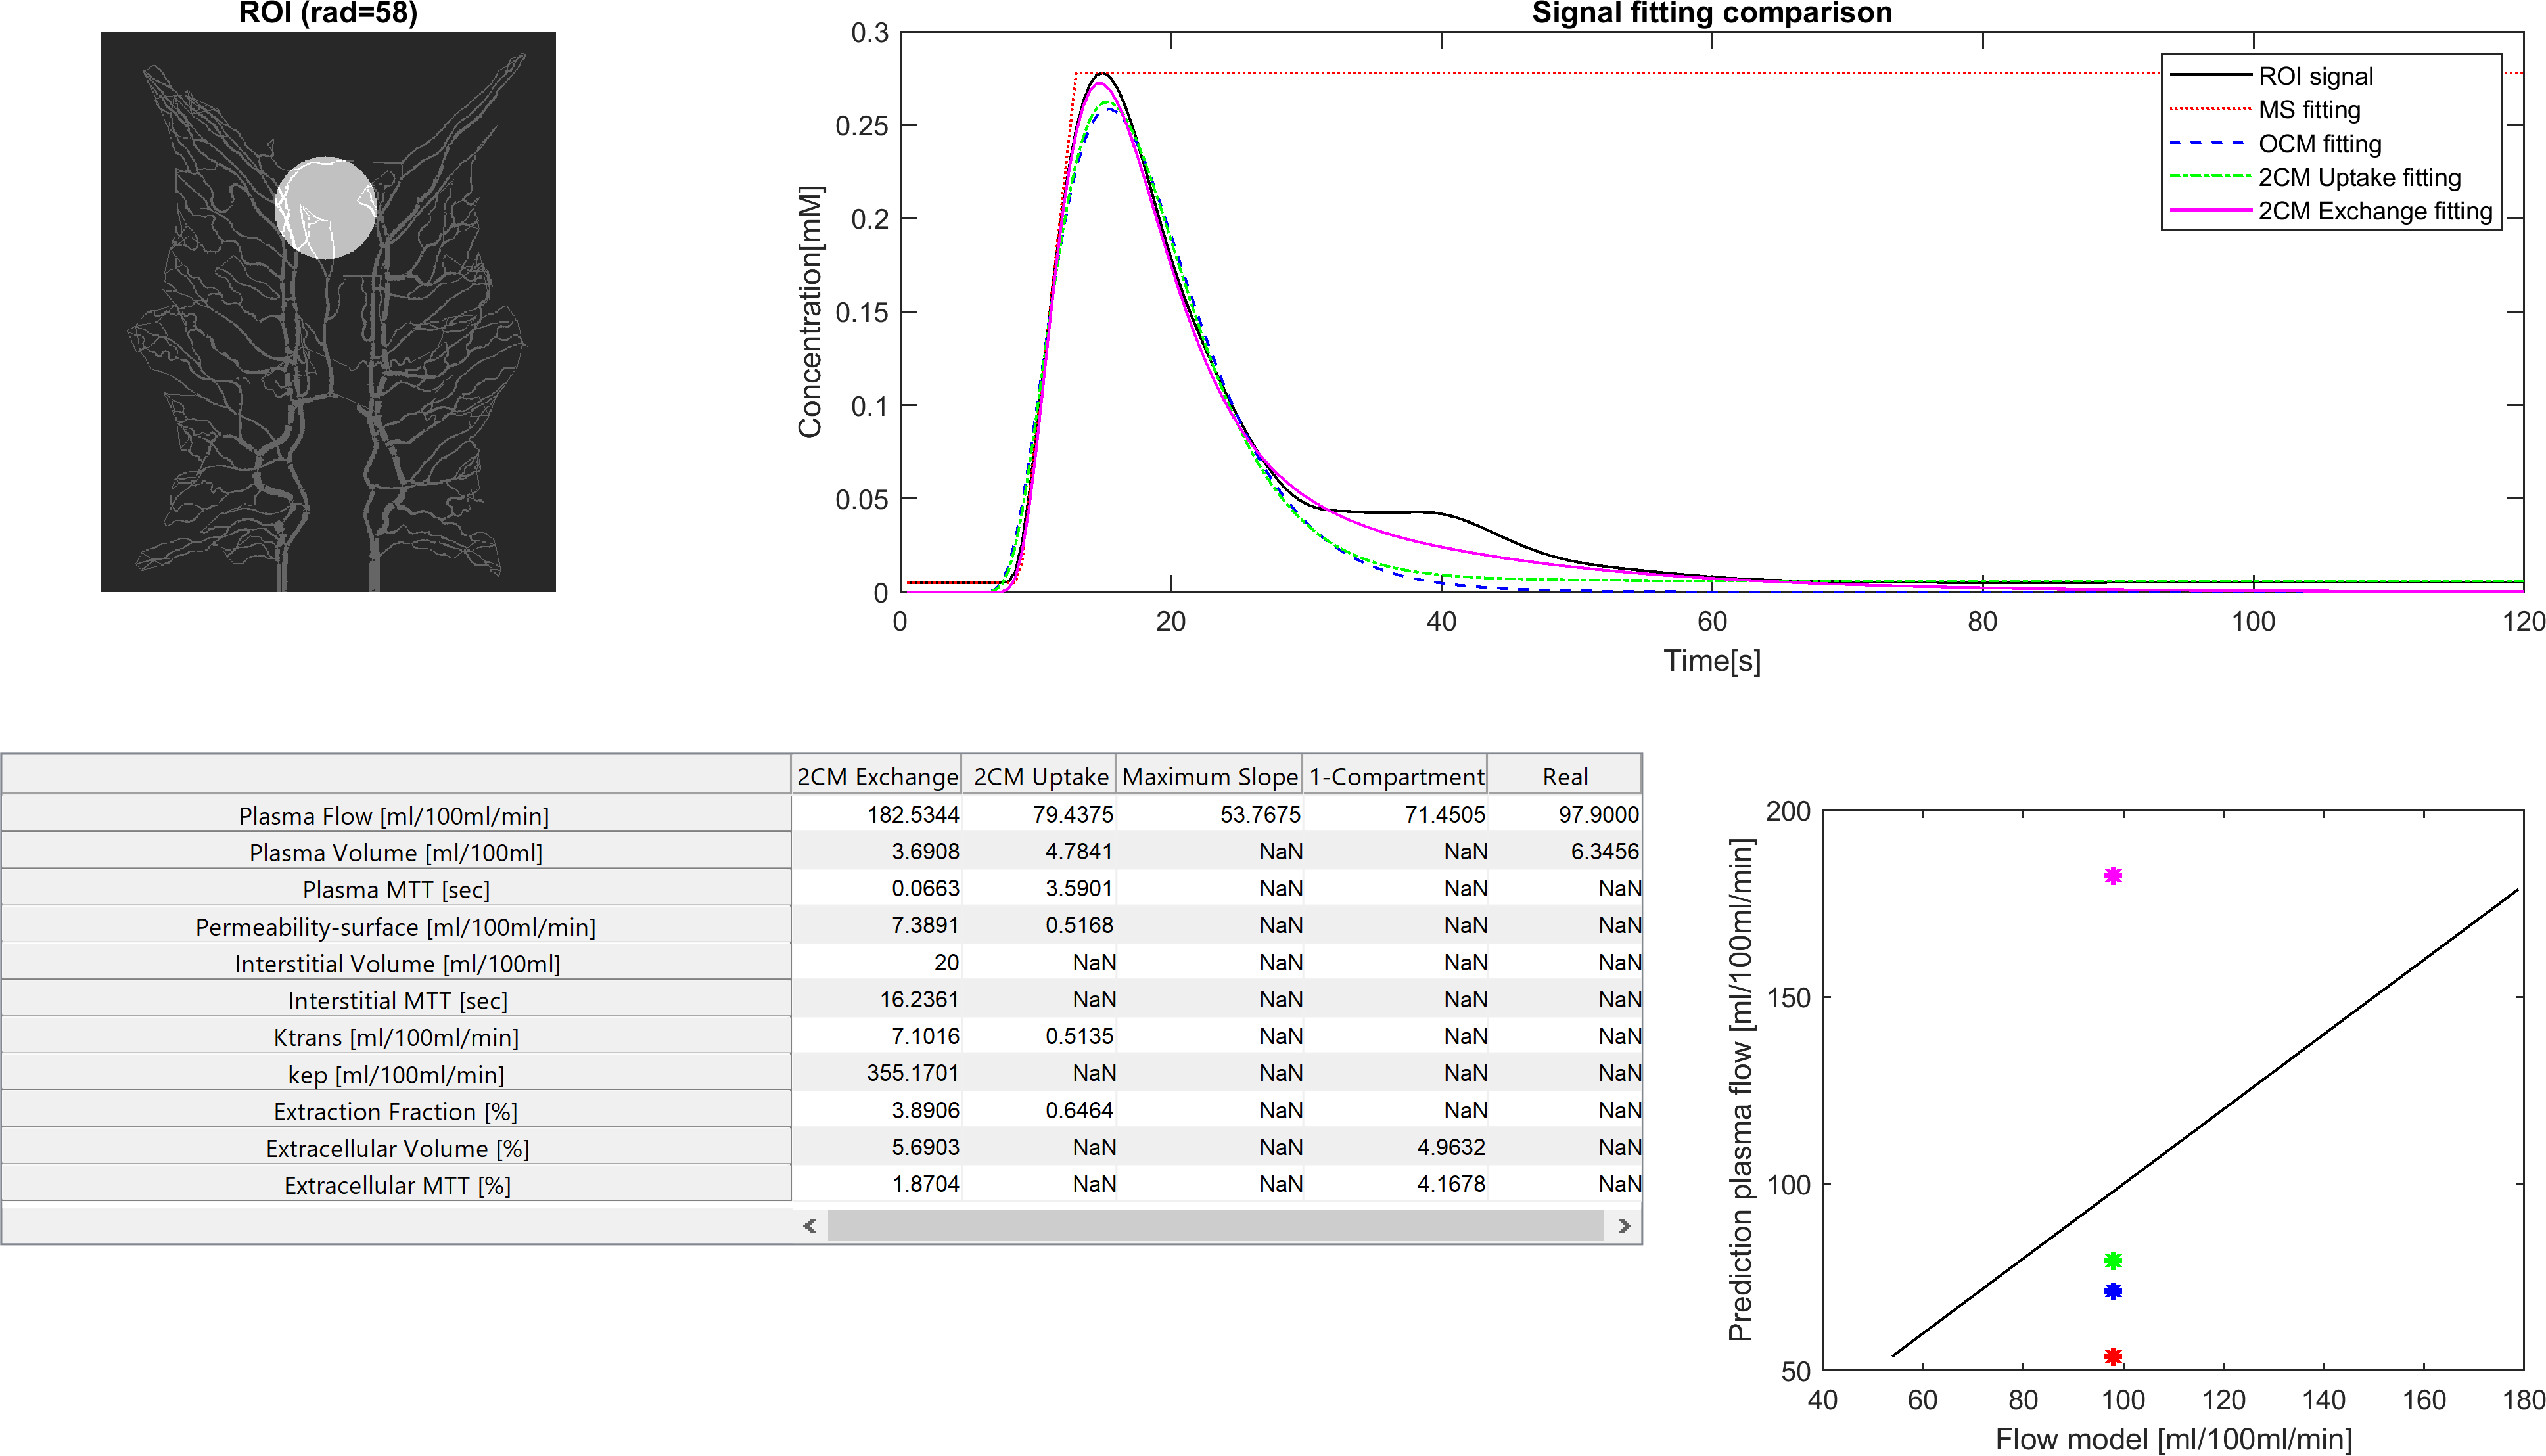 ROI (rad=58)
Signal fitting comparison
0.3
0.25
0.2
0.15
0.1
0.05
0
Concentration[mM]
0 20 40 60 80 100 120
Time[s]
ROI signal
MS fitting
OCM fitting
2CM Uptake fitting
2CM Exchange fitting
2CM Exchange 2CM Uptake Maximum Slope 1-Compartment Real
Plasma Flow [ml/100ml/min] 182.5344 79.4375 53.7675 71.4505 97.9000
Plasma Volume [ml/100ml] 3.6908 4.7841 NaN NaN 6.3456
Plasma MTT [sec] 0.0663 3.5901 NaN NaN NaN
Permeability-surface [ml/100ml/min] 7.3891 0.5168 NaN NaN NaN
Interstitial Volume [ml/100ml] 20 NaN NaN NaN NaN
Interstitial MTT [sec] 16.2361 NaN NaN NaN NaN
Ktrans [ml/100ml/min] 7.1016 0.5135 NaN NaN NaN
kep [ml/100ml/min] 355.1701 NaN NaN NaN NaN
Extraction Fraction [%] 3.8906 0.6464 NaN NaN NaN
Extracellular Volume [%] 5.6903 NaN NaN 4.9632 NaN
Extracellular MTT [%] 1.8704 NaN NaN 4.1678 NaN
200
150
100
50
Prediction plasma flow [ml/100ml/min]
40 60 80 100 120 140 160 180
Flow model [ml/100ml/min]